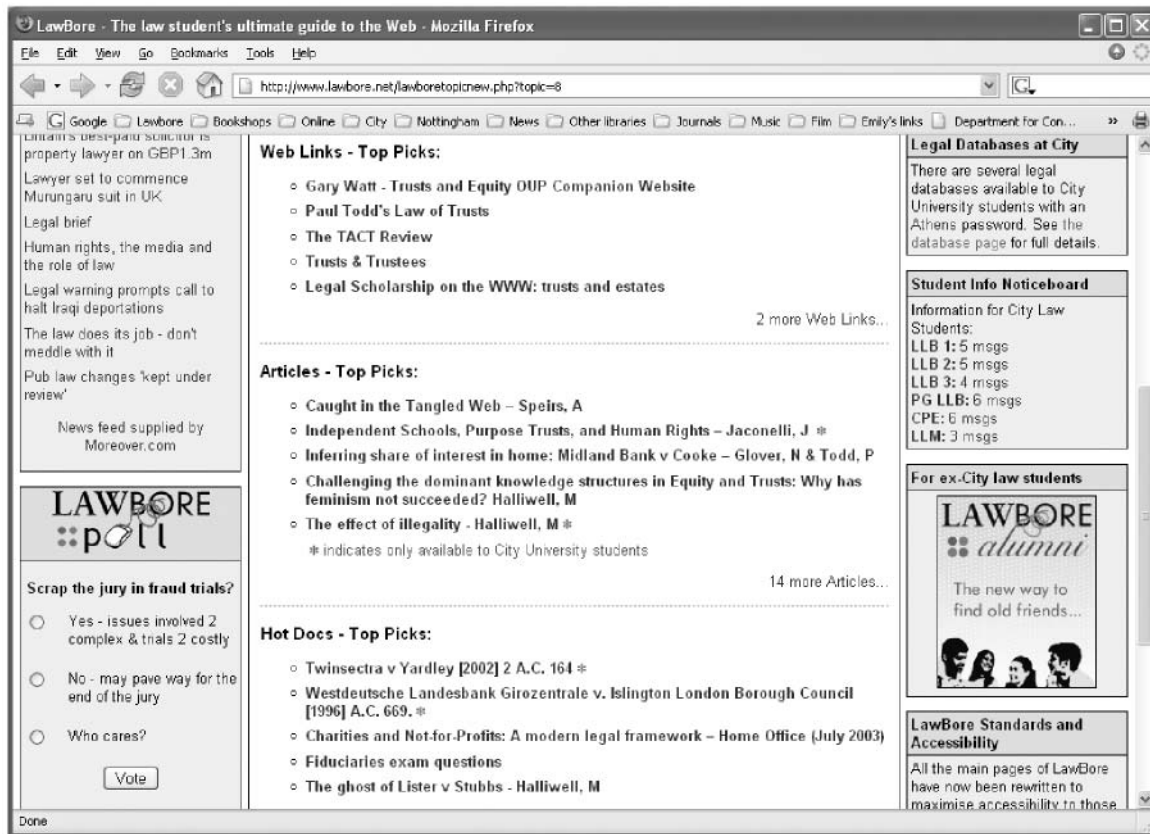 LawBore - The law student's ultimate guide to the Web - Mozilla Firefox
File Edit View Go Bookmarks Tools Help
http://www.lawbore.net/lawboretopicnew.php?topic=8
G
Google Lawbore Bookshops Online City Nottingham News Other libraries Journals Music Film Emily's links Department for Con... »
Britain's best-paid solicitor is
property lawyer on GBP1.3m
Lawyer set to commence
Murungaru suit in UK
Legal brief
Human rights, the media and
the role of law
Legal warning prompts call to
halt Iraqi deportations
The law does its job - don't
meddle with it
Pub law changes 'kept under
review'
News feed supplied by
Moreover.com
LAWBORE
poll
Scrap the jury in fraud trials?
Yes - issues involved 2
complex & trials 2 costly
No - may pave way for the
end of the jury
Who cares?
Vote
Web Links - Top Picks:
Gary Watt - Trusts and Equity OUP Companion Website
Paul Todd's Law of Trusts
The TACT Review
Trusts & Trustees
Legal Scholarship on the WWW: trusts and estates
2 more Web Links...
Articles - Top Picks:
Caught in the Tangled Web – Speirs, A
Independent Schools, Purpose Trusts, and Human Rights – Jaconelli, J *
Inferring share of interest in home: Midland Bank v Cooke – Glover, N & Todd, P
Challenging the dominant knowledge structures in Equity and Trusts: Why has
feminism not succeeded? Halliwell, M
The effect of illegality - Halliwell, M *
* indicates only available to City University students
14 more Articles...
Hot Docs - Top Picks:
Twinsectra v Yardley [2002] 2 A.C. 164 *
Westdeutsche Landesbank Girozentrale v. Islington London Borough Council
[1996] A.C. 669. *
Charities and Not-for-Profits: A modern legal framework – Home Office (July 2003)
Fiduciaries exam questions
The ghost of Lister v Stubbs - Halliwell, M
Legal Databases at City
There are several legal
databases available to City
University students with an
Athens password. See the
database page for full details.
Student Info Noticeboard
Information for City Law
Students:
LLB 1: 5 msgs
LLB 2: 5 msgs
LLB 3: 4 msgs
PG LLB: 6 msgs
CPE: 6 msgs
LLM: 3 msgs
For ex-City law students
LAWBORE
alumni
The new way to
find old friends...
LawBore Standards and
Accessibility
All the main pages of LawBore
have now been rewritten to
maximise accessibility to those
Done